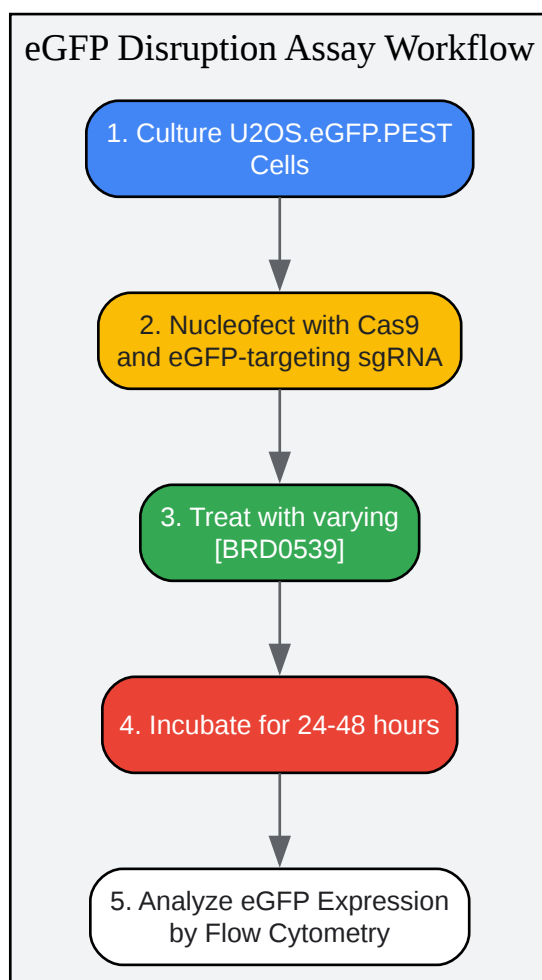 eGFP Disruption Assay Workflow
1. Culture U2OS.eGFP.PEST
Cells
2. Nucleofect with Cas9
and eGFP-targeting sgRNA
3. Treat with varying
[BRD0539]
4. Incubate for 24-48 hours
5. Analyze eGFP Expression
by Flow Cytometry